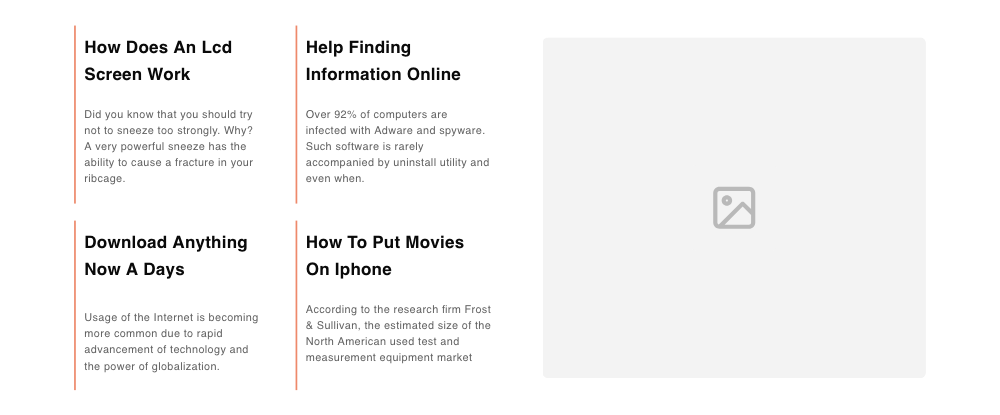 How Does An Lcd
Screen Work
Did you know that you should try
not to sneeze too strongly. Why?
A very powerful sneeze has the
ability to cause a fracture in your
ribcage.
Help Finding
Information Online
Over 92% of computers are
infected with Adware and spyware.
Such software is rarely
accompanied by uninstall utility and
even when.
Download Anything
Now A Days
Usage of the Internet is becoming
more common due to rapid
advancement of technology and
the power of globalization.
How To Put Movies
On Iphone
According to the research firm Frost
& Sullivan, the estimated size of the
North American used test and
measurement equipment market